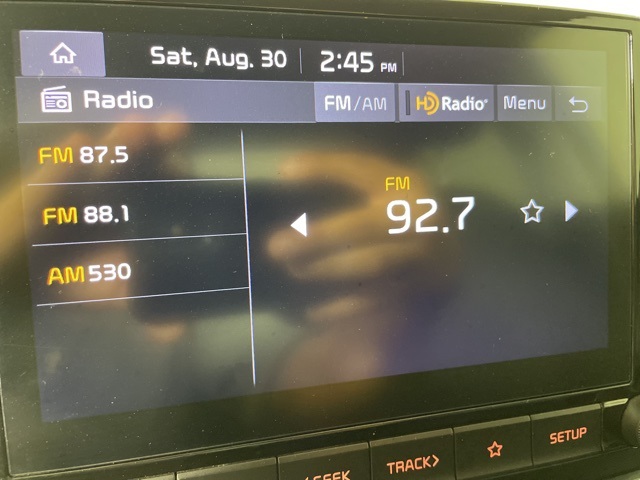 Sat, Aug. 30 2:45 PM
Radio FM/AM HD Radio® Menu
FM 87.5
FM 88.1
AM 530
FM
92.7
SEEK TRACK> SETUP